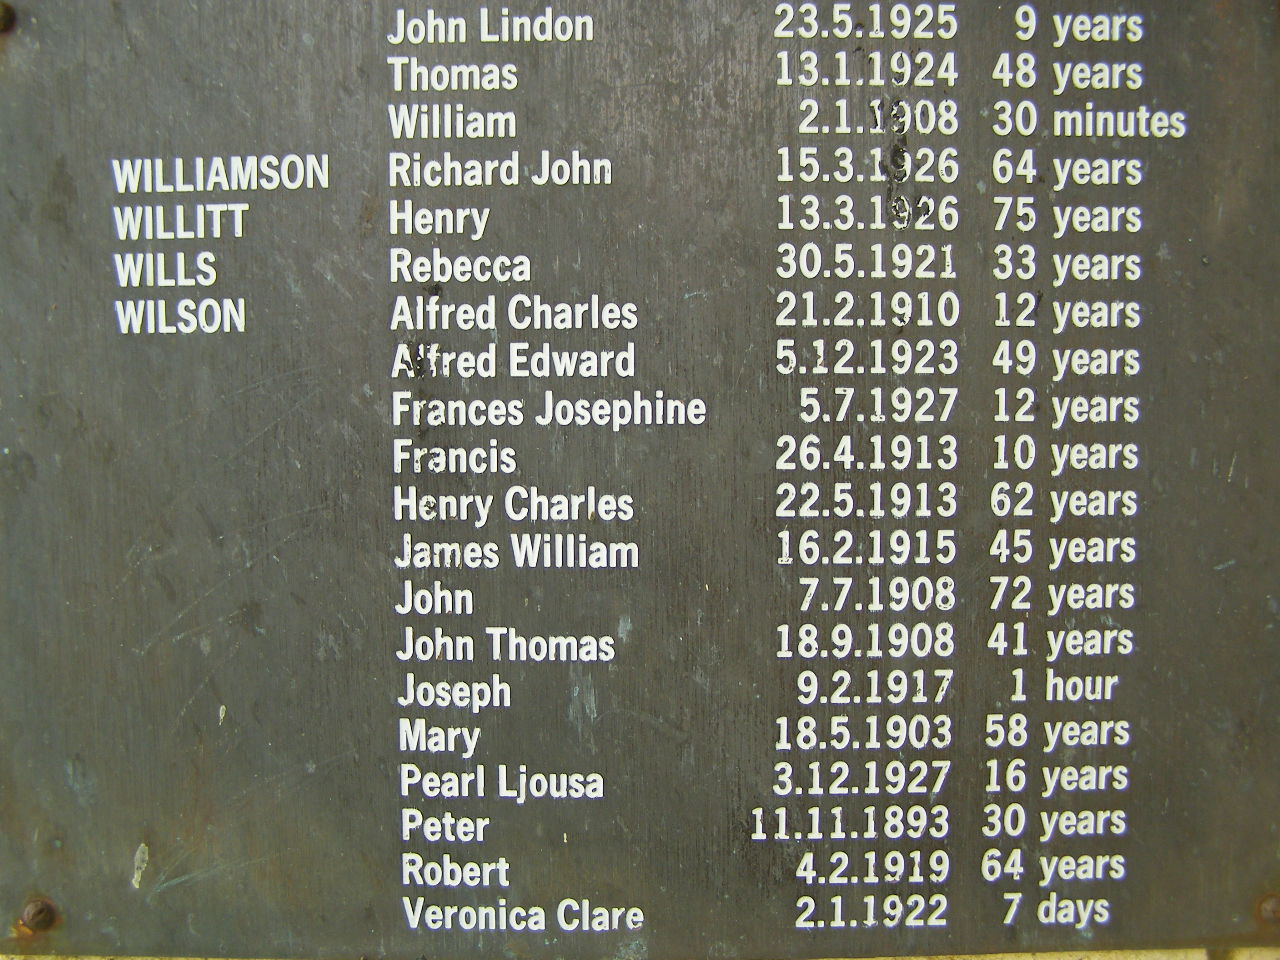 John Lindon 23.5.1925 9 years
Thomas 13.1.1924 48 years
William 2.1.1908 30 minutes
WILLIAMSON Richard John 15.3.1926 64 years
WILLITT Henry 13.3.1926 75 years
WILLS Rebecca 30.5.1921 33 years
WILSON Alfred Charles 21.2.1910 12 years
Alfred Edward 5.12.1923 49 years
Frances Josephine 5.7.1927 12 years
Francis 26.4.1913 10 years
Henry Charles 22.5.1913 62 years
James William 16.2.1915 45 years
John 7.7.1908 72 years
John Thomas 18.9.1908 41 years
Joseph 9.2.1917 1 hour
Mary 18.5.1903 58 years
Pearl Ljousa 3.12.1927 16 years
Peter 11.11.1893 30 years
Robert 4.2.1919 64 years
Veronica Clare 2.1.1922 7 days